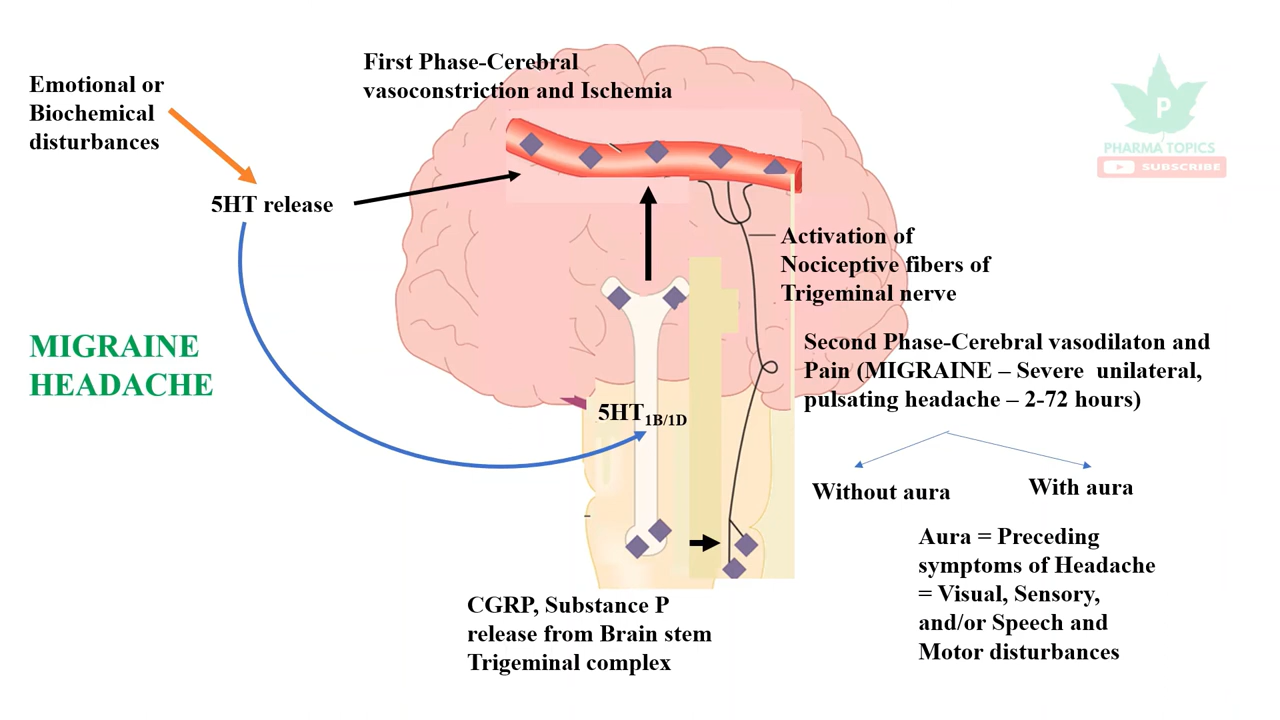 First Phase-Cerebral
vasoconstriction and Ischemia
Emotional or
Biochemical
disturbances
P
PHARMA TOPICS
SUBSCRIBE
5HT release
Activation of
Nociceptive fibers of
Trigeminal nerve
MIGRAINE
HEADACHE
Second Phase-Cerebral vasodilaton and
Pain (MIGRAINE – Severe unilateral,
pulsating headache – 2-72 hours)
5HT1B/1D
Without aura
With aura
Aura = Preceding
symptoms of Headache
= Visual, Sensory,
and/or Speech and
Motor disturbances
CGRP, Substance P
release from Brain stem
Trigeminal complex